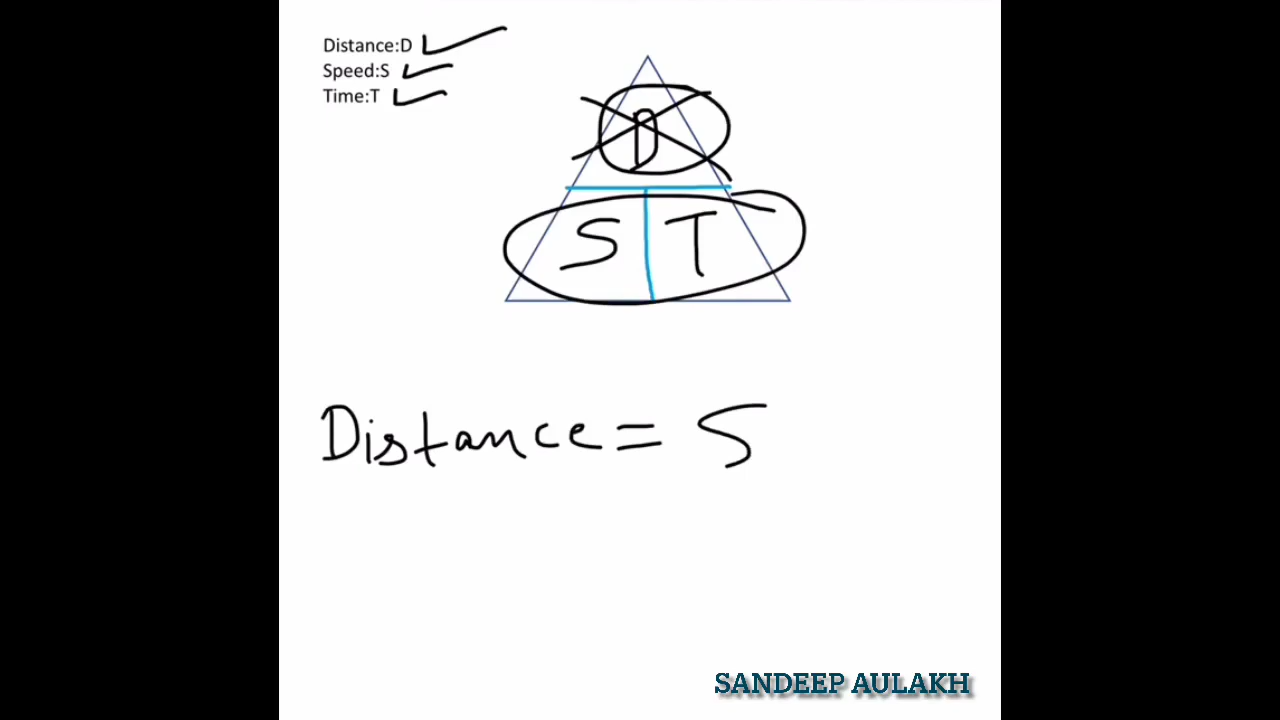 Distance:D
Speed:S
Time:T
D
S T
Distance = S
SANDEEP AULAKH